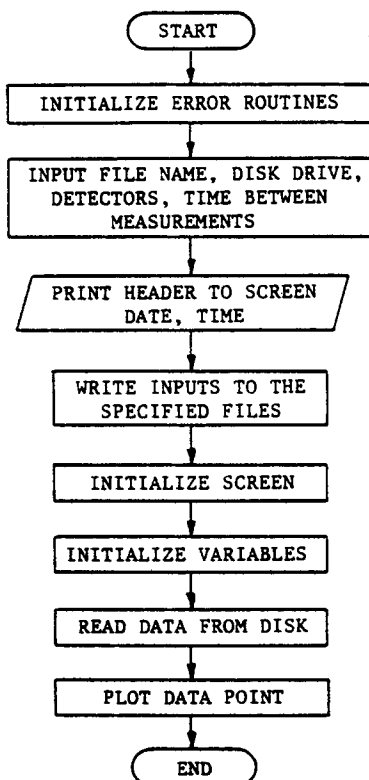 START
INITIALIZE ERROR ROUTINES
INPUT FILE NAME, DISK DRIVE,
DETECTORS, TIME BETWEEN
MEASUREMENTS
PRINT HEADER TO SCREEN
DATE, TIME
WRITE INPUTS TO THE
SPECIFIED FILES
INITIALIZE SCREEN
INITIALIZE VARIABLES
READ DATA FROM DISK
PLOT DATA POINT
END